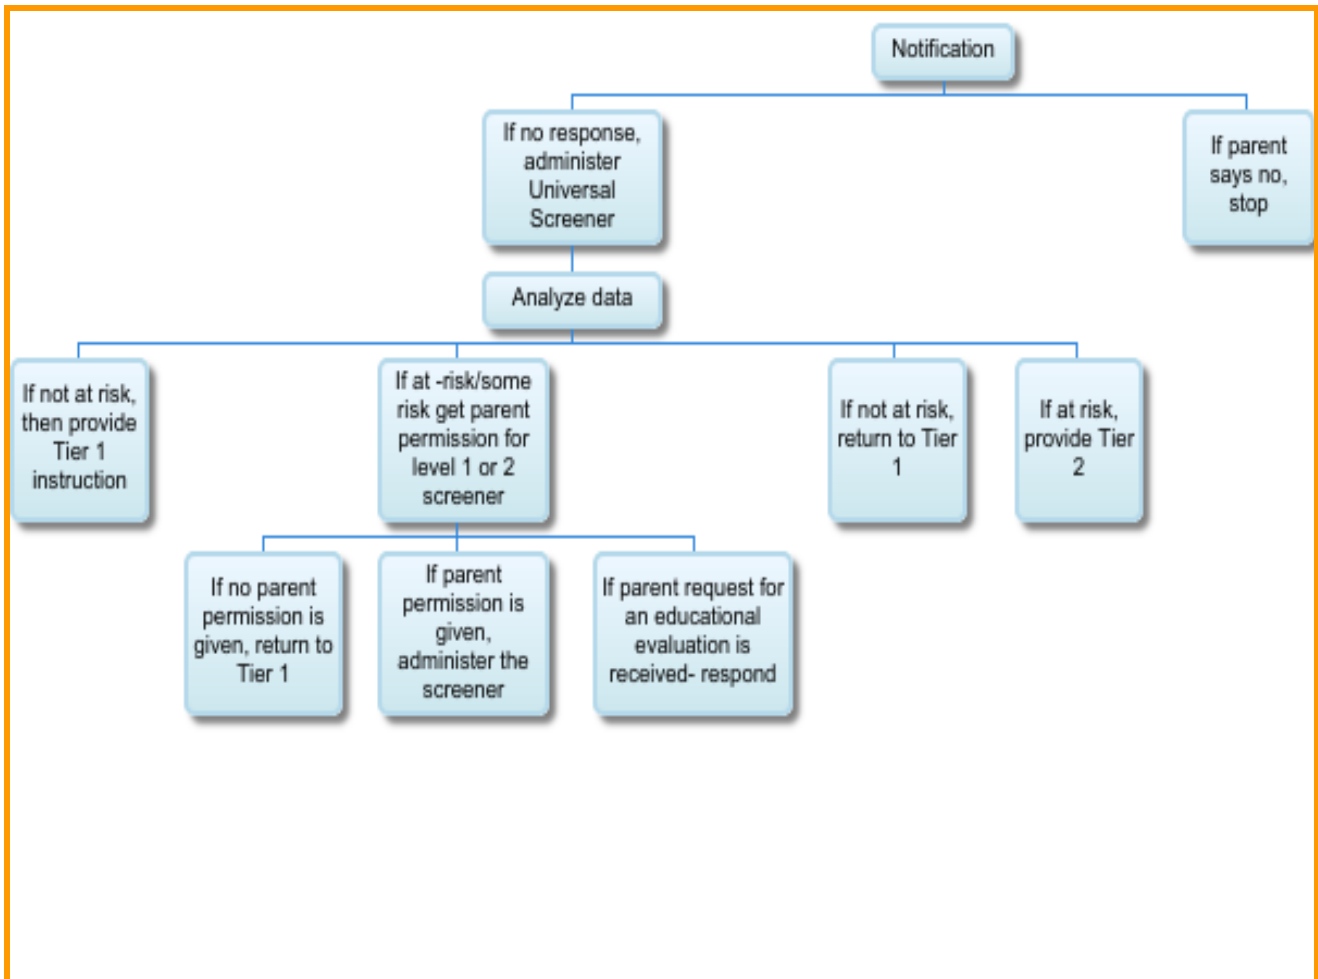 Notification
If no response,
administer
Universal
Screener
If parent
says no,
stop
Analyze data
If not at risk,
then provide
Tier 1
instruction
If at -risk/some
risk get parent
permission for
level 1 or 2
screener
If not at risk,
return to Tier
1
If at risk,
provide Tier
2
If no parent
permission is
given, return to
Tier 1
If parent
permission is
given,
administer the
screener
If parent request for
an educational
evaluation is
received- respond